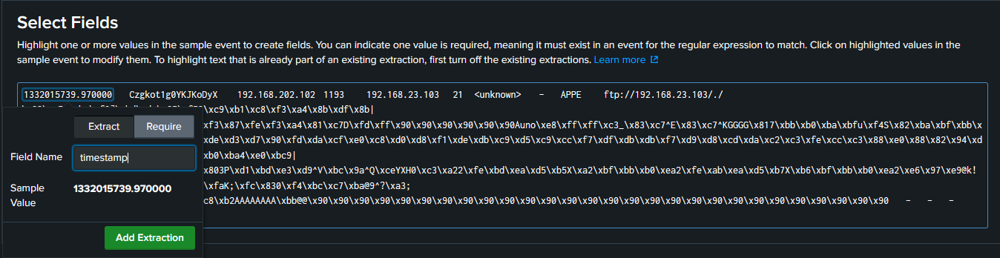 Select Fields
Highlight one or more values in the sample event to create fields. You can indicate one value is required, meaning it must exist in an event for the regular expression to match. Click on highlighted values in the
sample event to modify them. To highlight text that is already part of an existing extraction, first turn off the existing extractions. Learn more
1332015739.970000 Czgkot1g0YKJKoDyX 192.168.202.102 1193 192.168.23.103 21 <unknown> - APPE ftp://192.168.23.103/./
\xc9\xb1\xc8\xf3\xa4\x8b\xdf\x8b|
Extract Require
\xf3\x87\xfe\xf3\xa4\x81\xc7D\xfd\xff\x90\x90\x90\x90\x90\x90Auno\xe8\xff\xff\xc3_\x83\xc7^E\x83\xc7^KGGGG\x817\xbb\xb0\xba\xbfu\xf4S\x82\xba\xbf\xbb\x
\xde\xd3\xd7\x90\xfd\xda\xcf\xe0\xc8\xd0\xd8\xf1\xde\xdb\xc9\xd5\xc9\xcc\xf7\xdf\xdb\xdb\xf7\xd9\xd8\xcd\xda\xc2\xc3\xfe\xcc\xc3\x88\xe0\x88\x82\x94\xd
Field Name timestamp
\xb0\xba4\xe0\xbc9|
\x803P\xd1\xbd\xe3\xd9^V\xbc\x9a^Q\xceYXH0\xc3\xa22\xfe\xbd\xea\xd5\xb5X\xa2\xbf\xbb\xb0\xea2\xfe\xab\xea\xd5\xb7X\xb6\xbf\xbb\xb0\xea2\xe6\x97\xe9@k!
Sample Value 1332015739.970000
\xfaK;\xfc\x830\xf4\xbc\xc7\xba@9^?\xa3;
c8\xb2AAAAAAAA\xbb@@\x90\x90\x90\x90\x90\x90\x90\x90\x90\x90\x90\x90\x90\x90\x90\x90\x90\x90\x90\x90\x90\x90\x90\x90\x90 - - -
Add Extraction